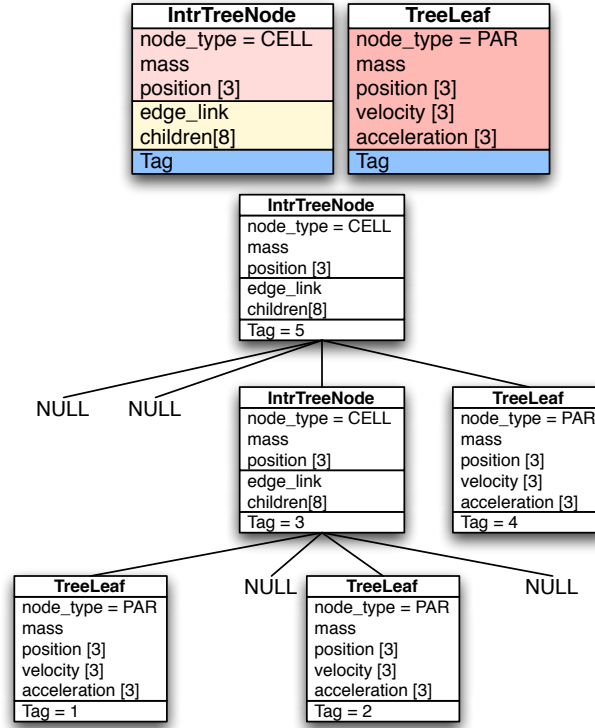 IntrTreeNode
node_type = CELL
mass
position [3]
edge_link
children[8]
Tag
TreeLeaf
node_type = PAR
mass
position [3]
velocity [3]
acceleration [3]
Tag
IntrTreeNode
node_type = CELL
mass
position [3]
edge_link
children[8]
Tag = 5
NULL
NULL
IntrTreeNode
node_type = CELL
mass
position [3]
edge_link
children[8]
Tag = 3
TreeLeaf
node_type = PAR
mass
position [3]
velocity [3]
acceleration [3]
Tag = 4
TreeLeaf
node_type = PAR
mass
position [3]
velocity [3]
acceleration [3]
Tag = 1
NULL
TreeLeaf
node_type = PAR
mass
position [3]
velocity [3]
acceleration [3]
Tag = 2
NULL